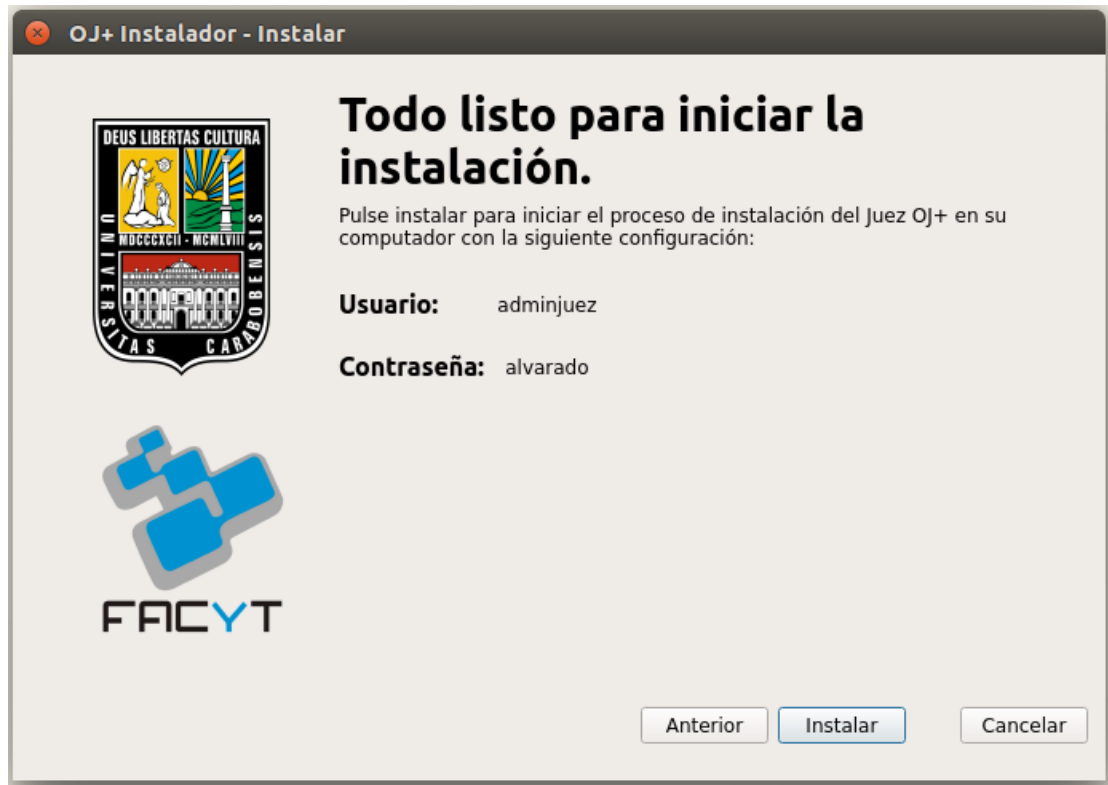 OJ+ Instalador - Instalar
DEUS LIBERTAS CULTURA
MDCCCXCII - MCMLVIII
UNIVERSITAS CARABOBENSIS
FACYT
Todo listo para iniciar la
instalación.
Pulse instalar para iniciar el proceso de instalación del Juez OJ+ en su
computador con la siguiente configuración:
Usuario: adminjuez
Contraseña: alvarado
Anterior Instalar Cancelar